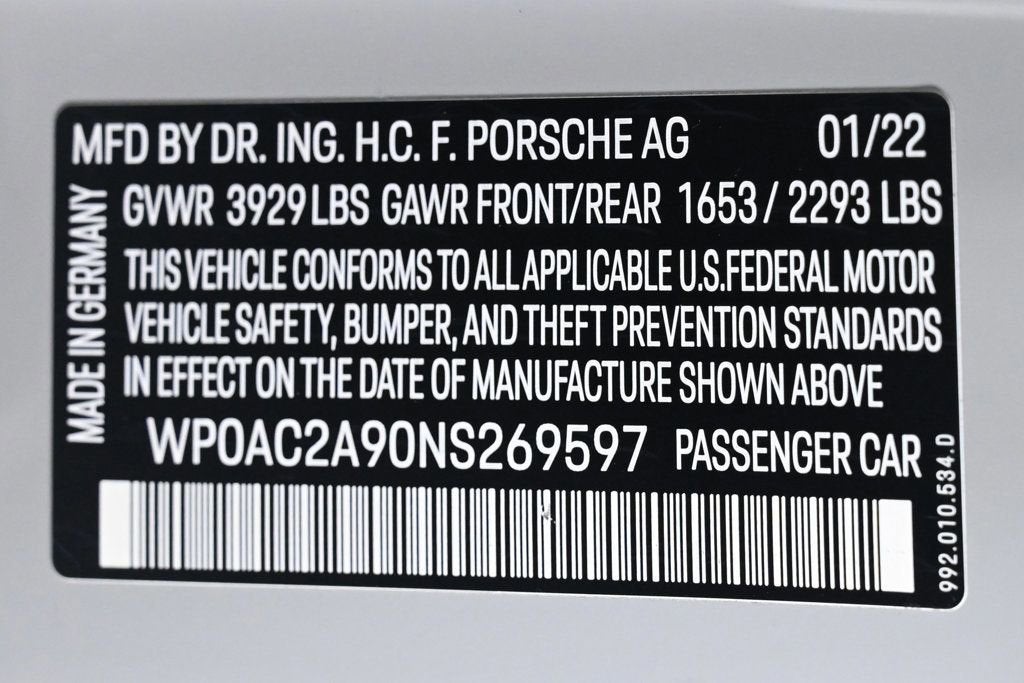 MFD BY DR. ING. H.C. F. PORSCHE AG 01/22
GVWR 3929 LBS GAWR FRONT/REAR 1653 / 2293 LBS
THIS VEHICLE CONFORMS TO ALL APPLICABLE U.S.FEDERAL MOTOR
VEHICLE SAFETY, BUMPER, AND THEFT PREVENTION STANDARDS
IN EFFECT ON THE DATE OF MANUFACTURE SHOWN ABOVE
WP0AC2A90NS269597 PASSENGER CAR
MADE IN GERMANY
992.010.534.D